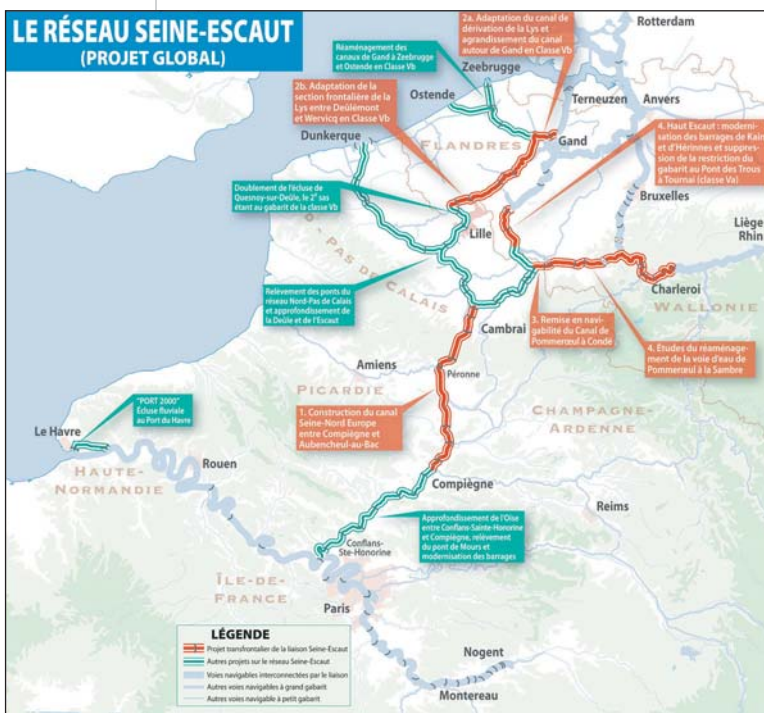 LE RÉSEAU SEINE-ESCAUT
(PROJET GLOBAL)
Réaménagement des
canaux de Gand à Zeebrugge
et Ostende en Classe Vb
2a. Adaptation du canal de
dérivation de la Lys et
agrandissement du canal
autour de Gand en Classe Vb
Rotterdam
Zeebrugge
Ostende
2b. Adaptation de la
section frontalière de la
Lys entre Deûlémont
et Wervicq en Classe Vb
Terneuzen
Anvers
Dunkerque
FLANDRES
Gand
4. Haut Escaut : moderni-
sation des barrages de Kain
et d'Hérinnes et suppres-
sion de la restriction du
gabarit au Pont des Trous
à Tournai (classe Va)
Doublement de l'écluse de
Quesnoy-sur-Deûle, le 2e sas
étant au gabarit de la classe Vb
Bruxelles
Lille
Liège
Rhin
PAS DE CALAIS
Charleroi
WALLONIE
Relèvement des ponts du
réseau Nord-Pas de Calais
et approfondissement de
la Deûle et de l'Escaut
Cambrai
3. Remise en navi-
gabilité du Canal de
Pommerœul à Condé
4. Études du réaménage-
ment de la voie d'eau de
Pommerœul à la Sambre
Amiens
Péronne
PICARDIE
1. Construction du canal
Seine-Nord Europe
entre Compiègne et
Aubencheul-au-Bac
CHAMPAGNE-
ARDENNE
"PORT 2000"
Écluse fluviale
au Port du Havre
Le Havre
HAUTE-
NORMANDIE
Rouen
Compiègne
Reims
Approfondissement de l'Oise
entre Conflans-Sainte-Honorine
et Compiègne, relèvement
du pont de Mours et
modernisation des barrages
Conflans-
Ste-Honorine
ÎLE-DE-
FRANCE
Paris
Nogent
Montereau
LÉGENDE
Projet transfrontalier de la liaison Seine-Escaut
Autres projets sur le réseau Seine-Escaut
Voies navigables interconnectées par le liaison
Autres voies navigables à grand gabarit
Autres voies navigable à petit gabarit